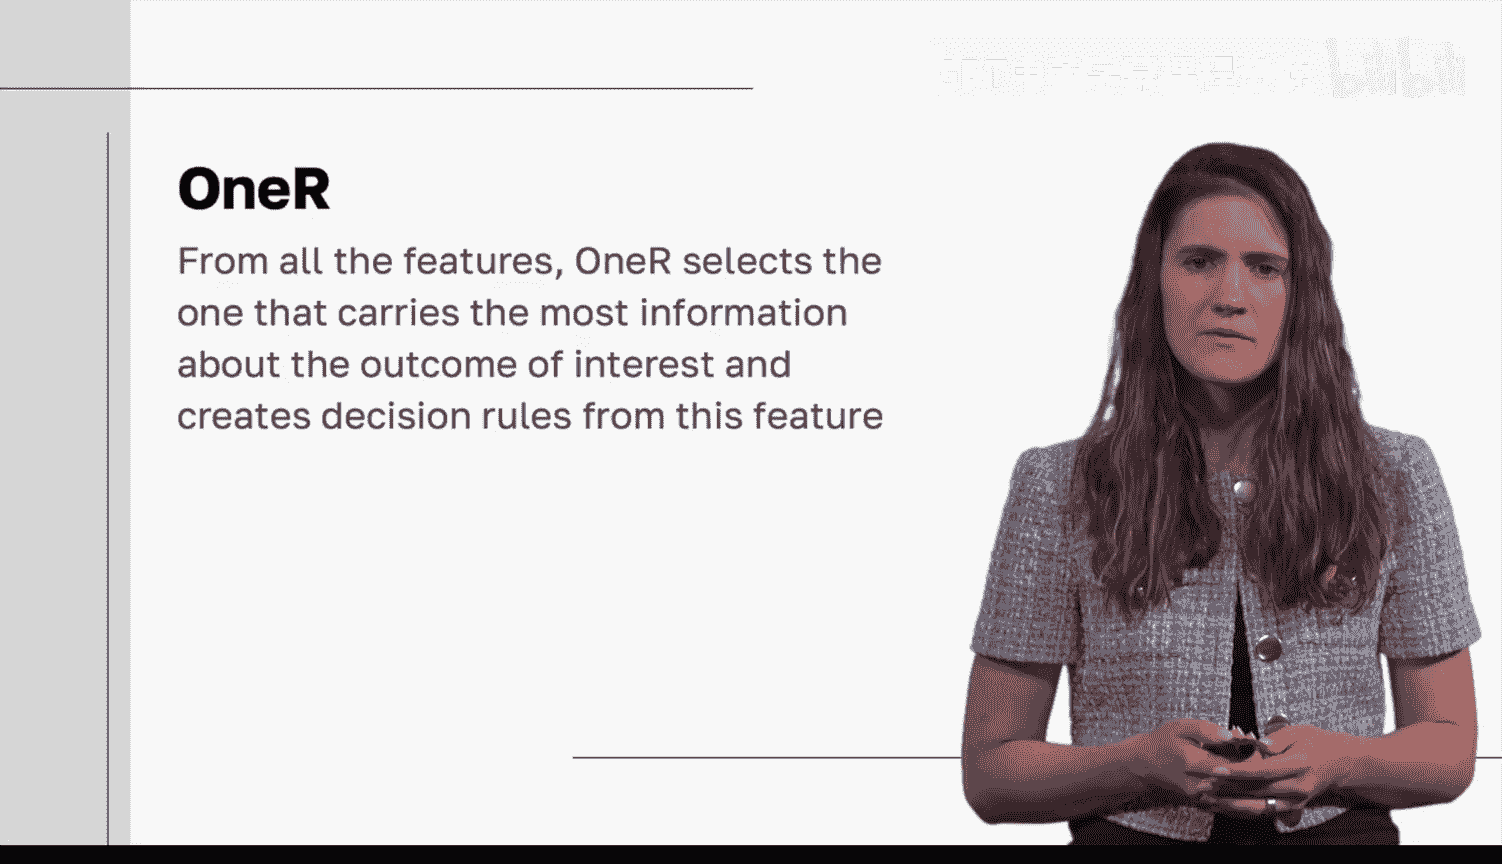 OneR
From all the features, OneR selects the
one that carries the most information
about the outcome of interest and
creates decision rules from this feature
bilibili